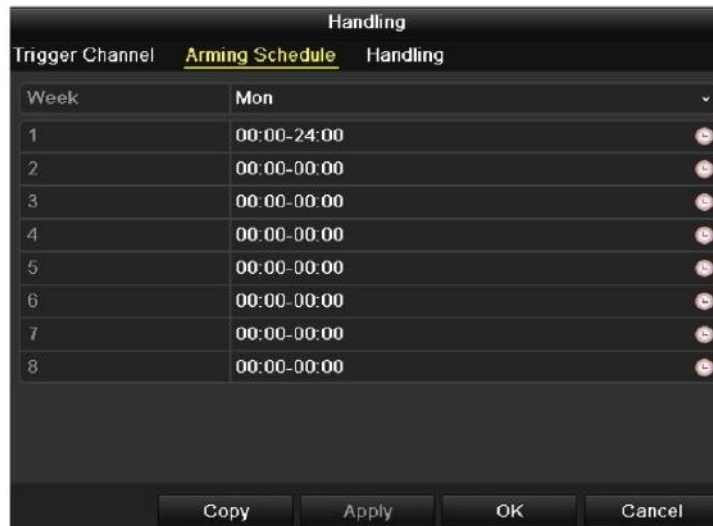 Handling
Trigger Channel Arming Schedule Handling
Week Mon
1 00:00-24:00
2 00:00-00:00
3 00:00-00:00
4 00:00-00:00
5 00:00-00:00
6 00:00-00:00
7 00:00-00:00
8 00:00-00:00
Copy Apply OK Cancel